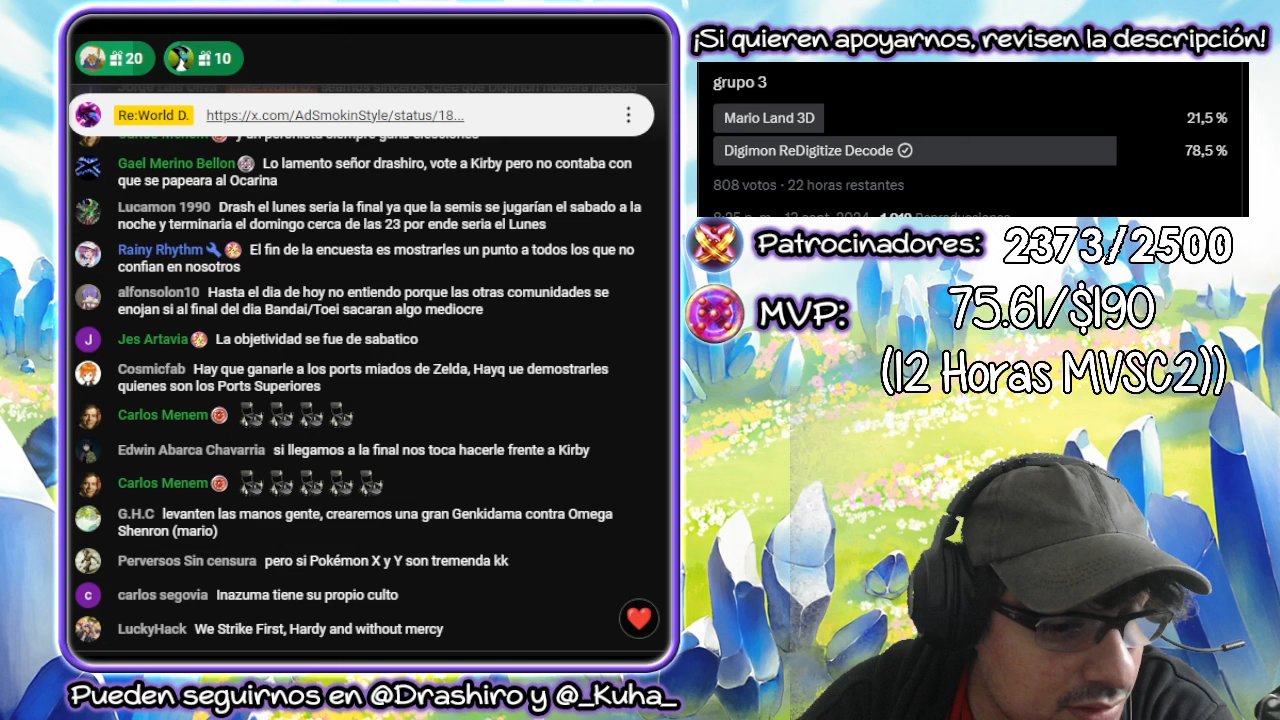 ¡Si quieren apoyarnos, revisen la descripción!
20
10
Re:World D. https://x.com/AdSmokinStyle/status/18...
Carlos Menem y un peronista siempre gana elecciones
Gael Merino Bellon Lo lamento señor drashiro, vote a Kirby pero no contaba con
que se papeara al Ocarina
Lucamon 1990 Drash el lunes seria la final ya que la semis se jugarían el sabado a la
noche y terminaria el domingo cerca de las 23 por ende seria el Lunes
Rainy Rhythm El fin de la encuesta es mostrarles un punto a todos los que no
confian en nosotros
alfonsolon10 Hasta el dia de hoy no entiendo porque las otras comunidades se
enojan si al final del dia Bandai/Toei sacaran algo mediocre
J
Jes Artavia La objetividad se fue de sabatico
Cosmicfab Hay que ganarle a los ports miados de Zelda, Hayq ue demostrarles
quienes son los Ports Superiores
Carlos Menem
Edwin Abarca Chavarria si llegamos a la final nos toca hacerle frente a Kirby
Carlos Menem
G.H.C levanten las manos gente, crearemos una gran Genkidama contra Omega
Shenron (mario)
Perversos Sin censura pero si Pokémon X y Y son tremenda kk
c
carlos segovia Inazuma tiene su propio culto
LuckyHack We Strike First, Hardy and without mercy
Pueden seguirnos en @Drashiro y @_Kuha_
grupo 3
Mario Land 3D 21,5 %
Digimon ReDigitize Decode 78,5 %
808 votos · 22 horas restantes
Patrocinadores: 2373/2500
MVP: 75.61/$190
(12 Horas MVSC2))